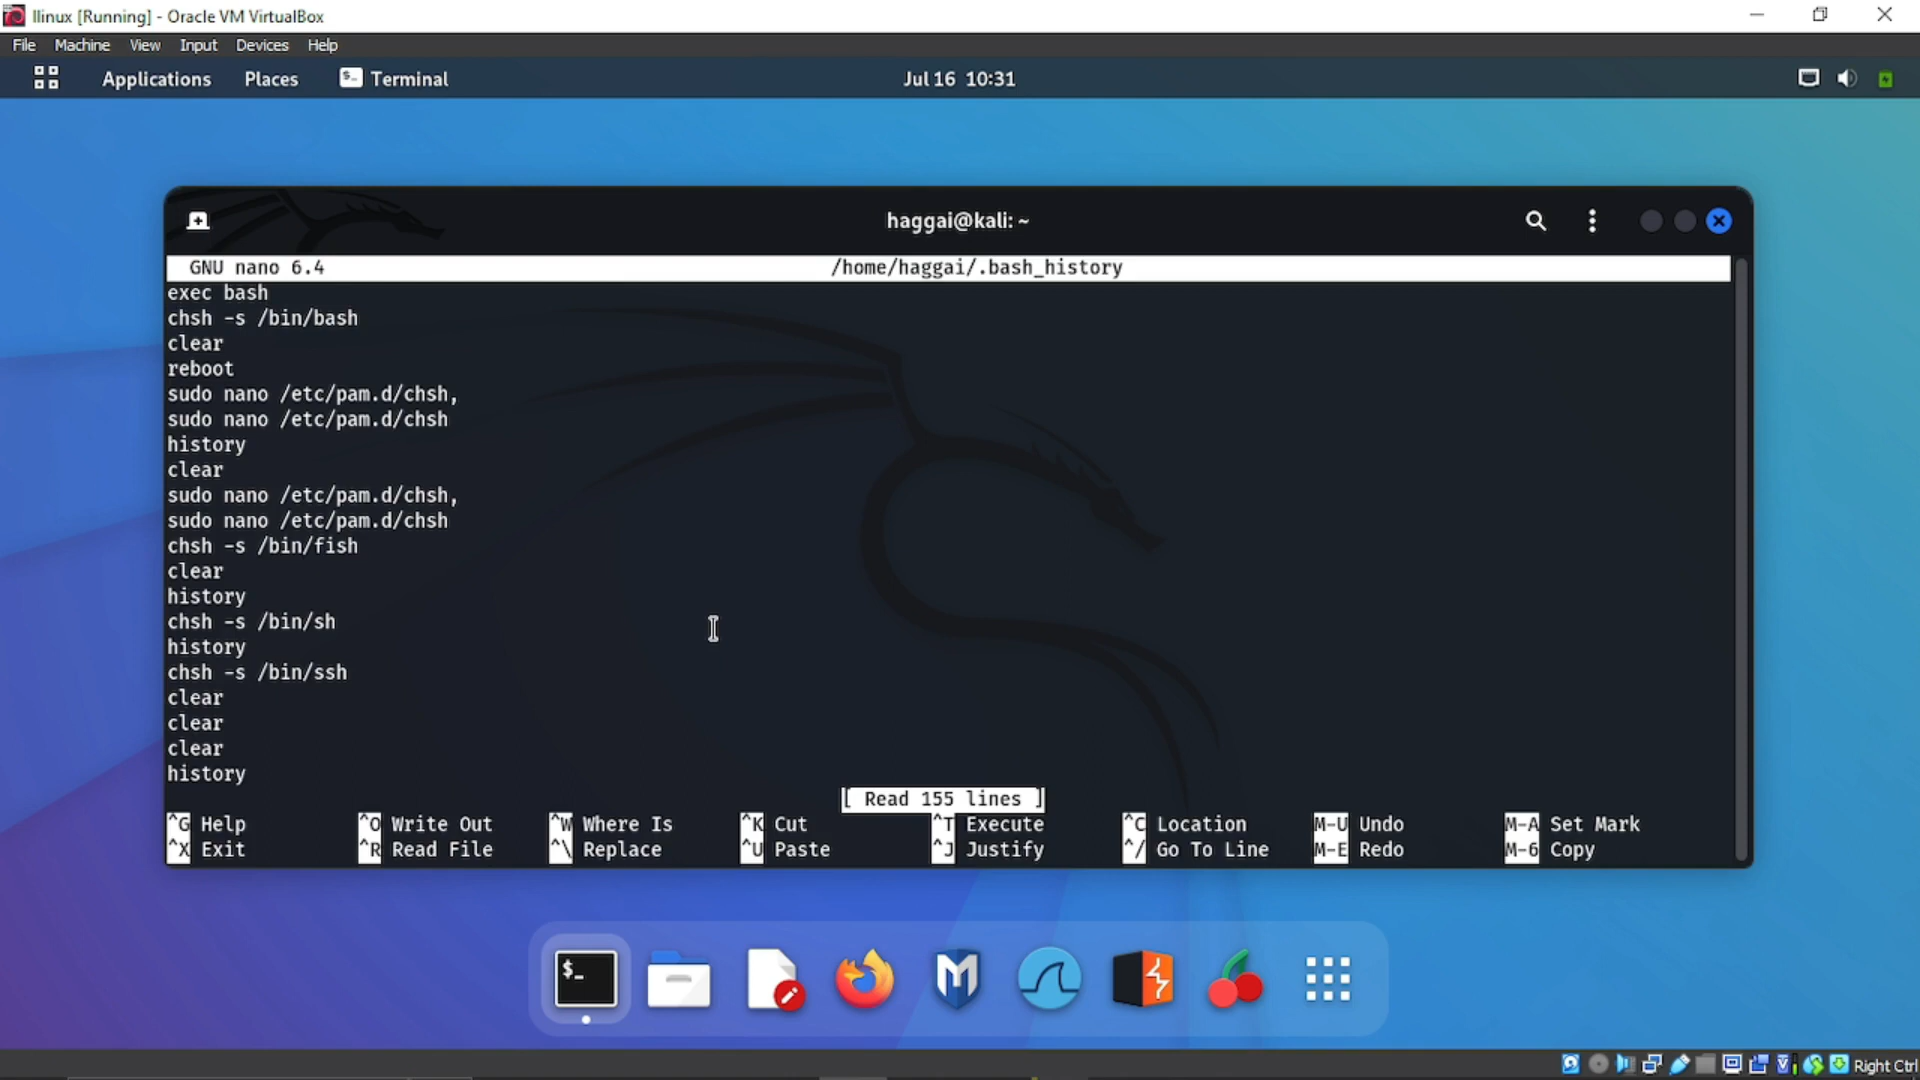 llinux [Running] - Oracle VM VirtualBox
File Machine View Input Devices Help
Applications Places Terminal Jul 16 10:31
haggai@kali: ~
GNU nano 6.4 /home/haggai/.bash_history
exec bash
chsh -s /bin/bash
clear
reboot
sudo nano /etc/pam.d/chsh,
sudo nano /etc/pam.d/chsh
history
clear
sudo nano /etc/pam.d/chsh,
sudo nano /etc/pam.d/chsh
chsh -s /bin/fish
clear
history
chsh -s /bin/sh
history
chsh -s /bin/ssh
clear
clear
clear
history
[ Read 155 lines ]
^G Help ^O Write Out ^W Where Is ^K Cut ^T Execute ^C Location M-U Undo M-A Set Mark
^X Exit ^R Read File ^\ Replace ^U Paste ^J Justify ^/ Go To Line M-E Redo M-6 Copy
$_
Right Ctrl